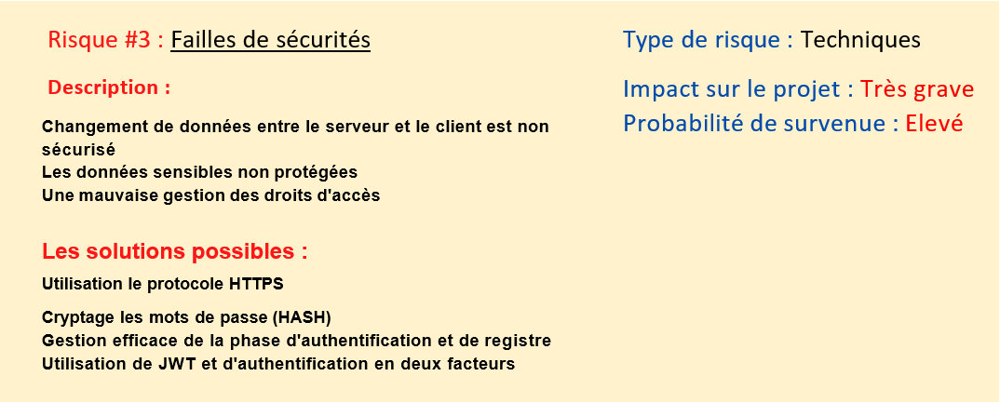 Risque #3 : Failles de sécurités
Type de risque : Techniques
Description :
Impact sur le projet : Très grave
Probabilité de survenue : Elevé
Changement de données entre le serveur et le client est non
sécurisé
Les données sensibles non protégées
Une mauvaise gestion des droits d'accès
Les solutions possibles :
Utilisation le protocole HTTPS
Cryptage les mots de passe (HASH)
Gestion efficace de la phase d'authentification et de registre
Utilisation de JWT et d'authentification en deux facteurs